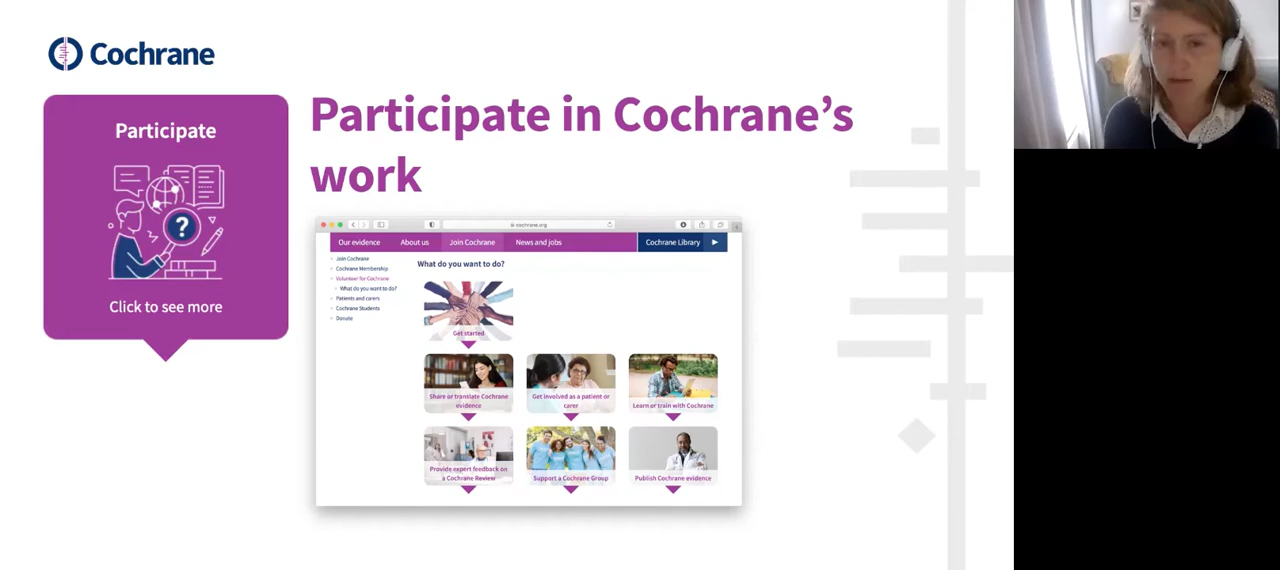 Cochrane
Participate
Click to see more
Participate in Cochrane's
work
cochrane.org
Our evidence
About us
Join Cochrane
News and jobs
Cochrane Library
Join Cochrane
Cochrane Membership
Volunteer for Cochrane
What do you want to do?
Patients and carers
Cochrane Students
Donate
What do you want to do?
Get started
Share or translate Cochrane
evidence
Get involved as a patient or
carer
Learn or train with Cochrane
Provide expert feedback on
a Cochrane Review
Support a Cochrane Group
Publish Cochrane evidence